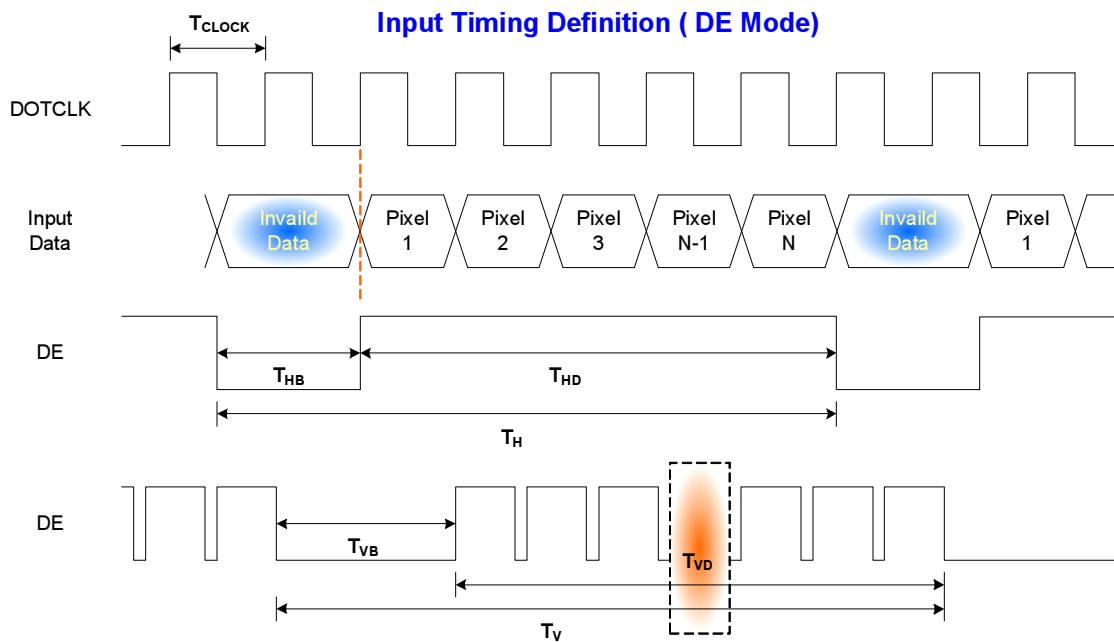 Input Timing Definition ( DE Mode)
TCLOCK
DOTCLK
Input
Data
Invaild
Data
Pixel
1
Pixel
2
Pixel
3
Pixel
N-1
Pixel
N
Invaild
Data
Pixel
1
DE
THB
THD
TH
DE
TVB
TVD
TV